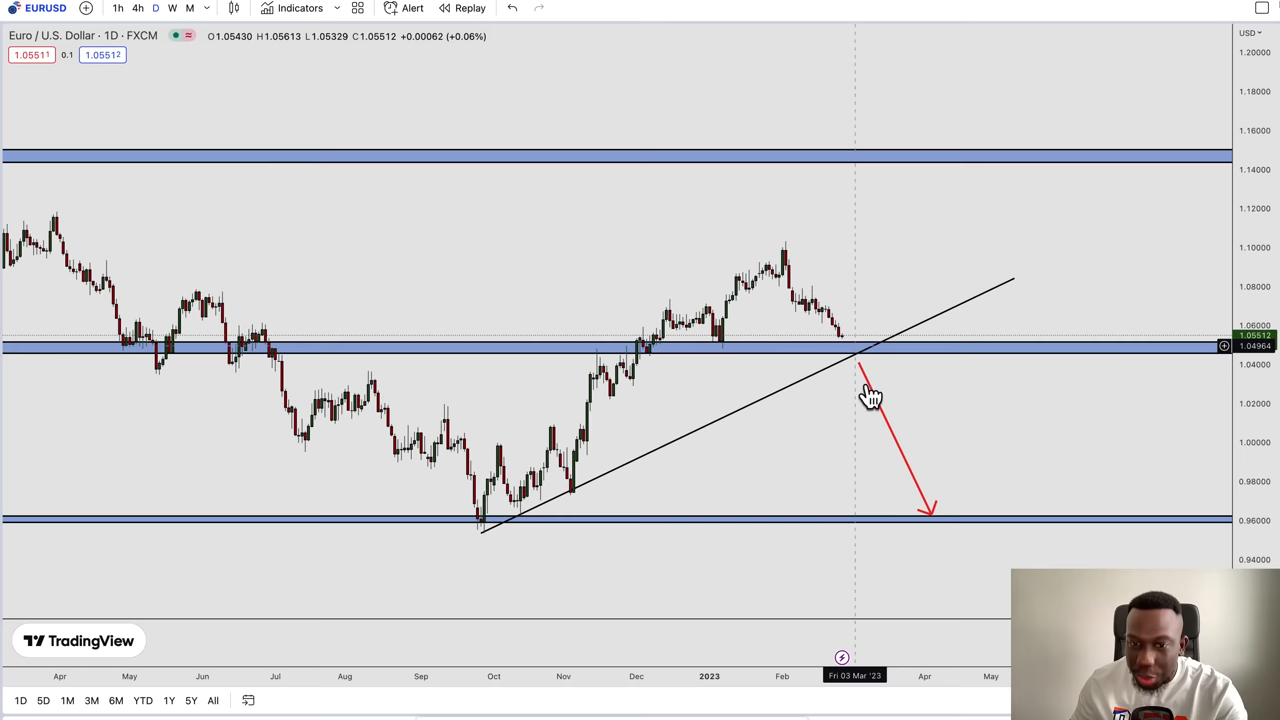 EURUSD 1h 4h D W M Indicators Alert Replay
Euro / U.S. Dollar · 1D · FXCM O1.05430 H1.05613 L1.05329 C1.05512 +0.00062 (+0.06%)
USD
1.05511 0.1 1.05512
1.20000
1.18000
1.16000
1.14000
1.12000
1.10000
1.08000
1.06000
1.05512
1.04964
1.04000
1.02000
1.00000
0.98000
0.96000
0.94000
TradingView
Apr May Jun Jul Aug Sep Oct Nov Dec 2023 Feb Fri 03 Mar '23 Apr May
1D 5D 1M 3M 6M YTD 1Y 5Y All